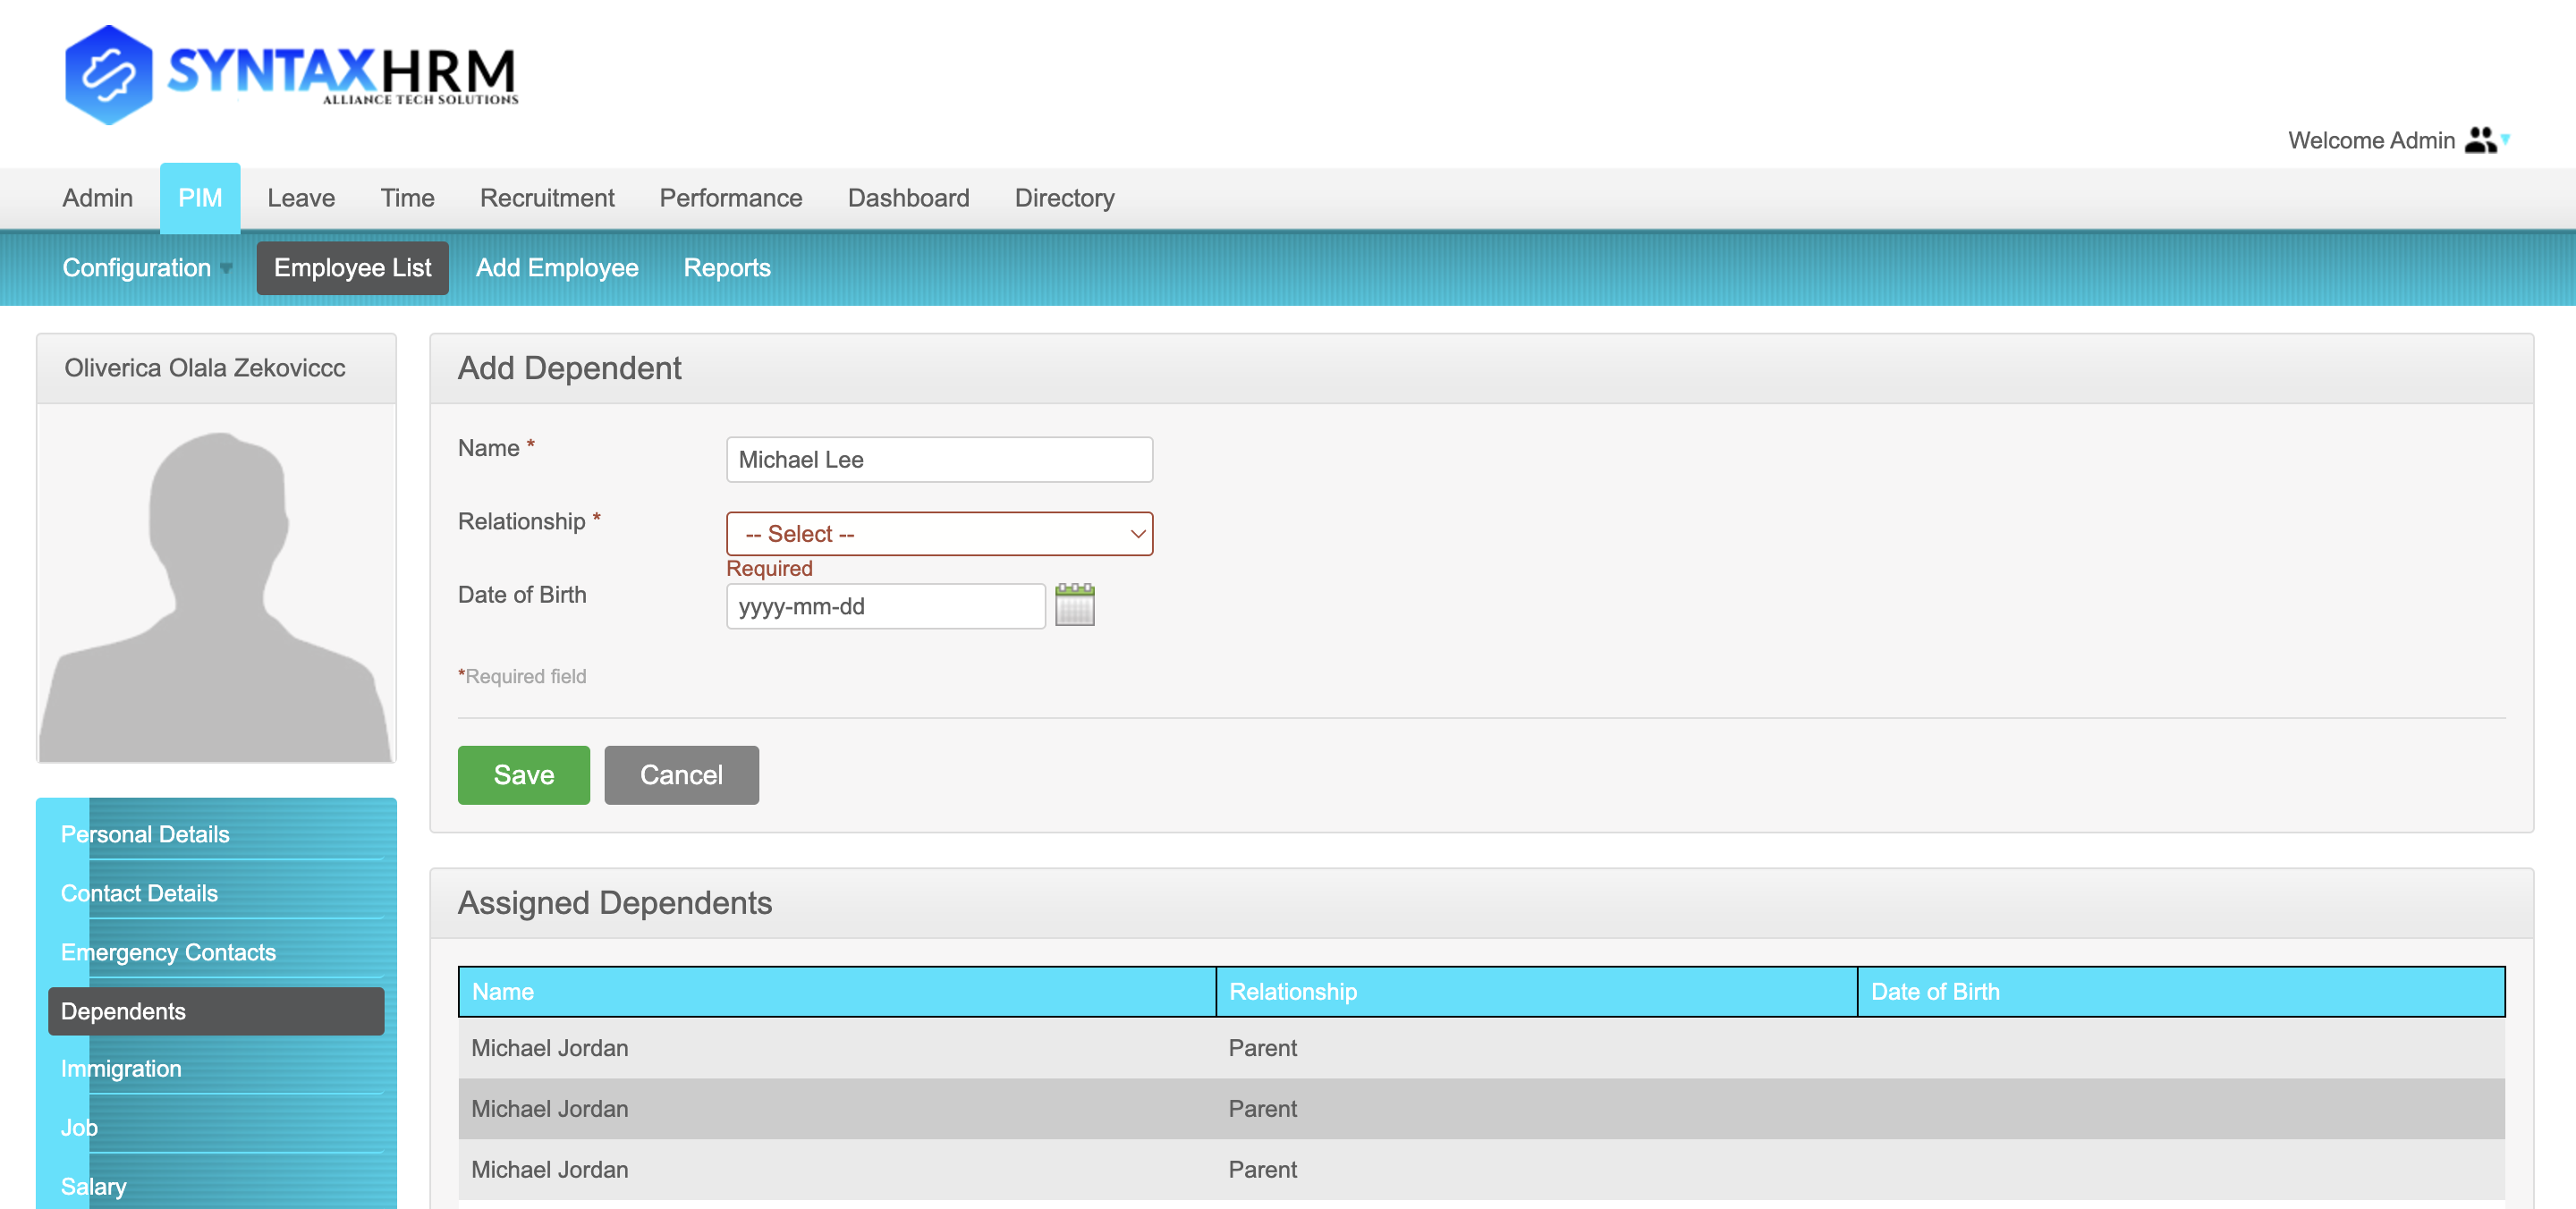 SYNTAXHRM
ALLIANCE TECH SOLUTIONS
Welcome Admin
Admin PIM Leave Time Recruitment Performance Dashboard Directory
Configuration Employee List Add Employee Reports
Oliverica Olala Zekoviccc
Add Dependent
Name *
Michael Lee
Relationship *
-- Select --
Required
Date of Birth
yyyy-mm-dd
*Required field
Save Cancel
Personal Details
Contact Details
Emergency Contacts
Dependents
Immigration
Job
Salary
Assigned Dependents
Name Relationship Date of Birth
Michael Jordan Parent
Michael Jordan Parent
Michael Jordan Parent